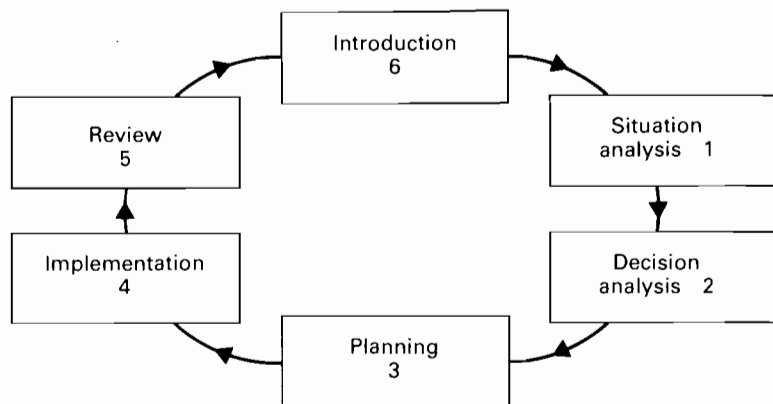 Introduction
6
Situation
analysis 1
Decision
analysis 2
Planning
3
Implementation
4
Review
5